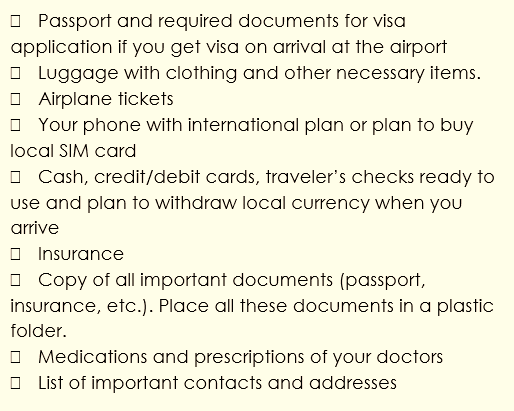 ☐ Passport and required documents for visa
application if you get visa on arrival at the airport
☐ Luggage with clothing and other necessary items.
☐ Airplane tickets
☐ Your phone with international plan or plan to buy
local SIM card
☐ Cash, credit/debit cards, traveler’s checks ready to
use and plan to withdraw local currency when you
arrive
☐ Insurance
☐ Copy of all important documents (passport,
insurance, etc.). Place all these documents in a plastic
folder.
☐ Medications and prescriptions of your doctors
☐ List of important contacts and addresses